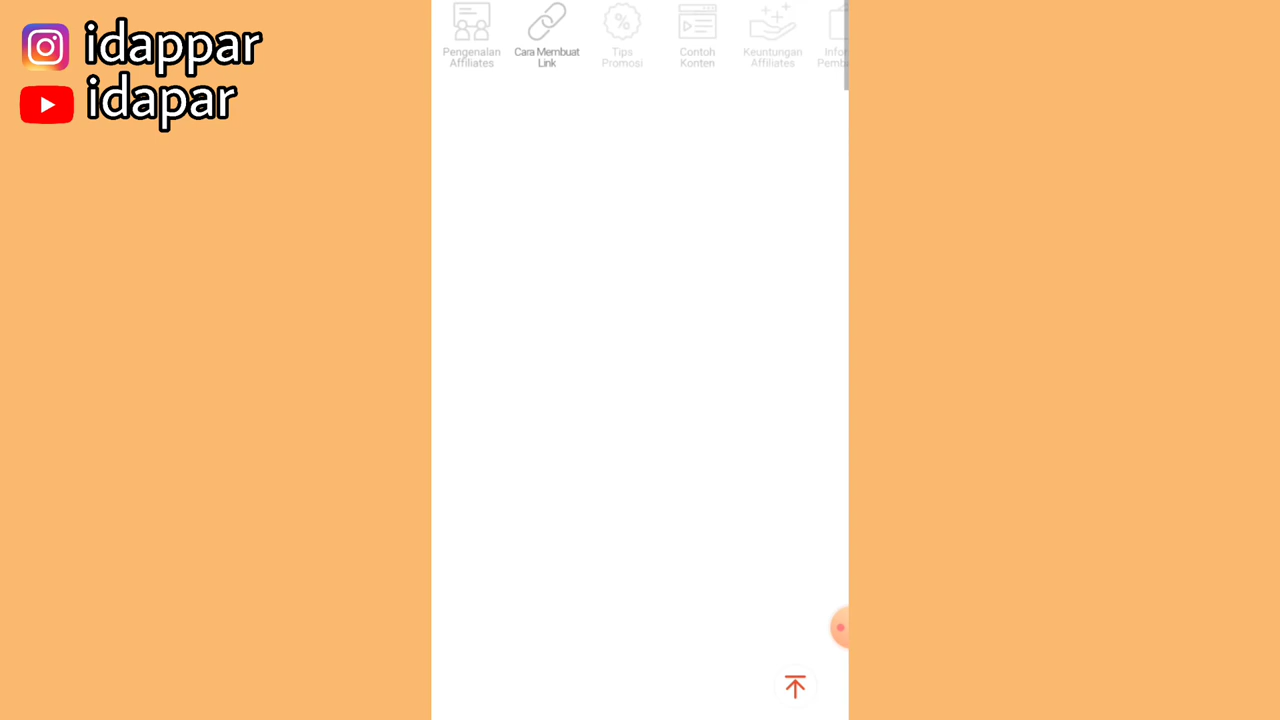 idappar
idapar
Pengenalan
Affiliates
Cara Membuat
Link
Tips
Promosi
Contoh
Konten
Keuntungan
Affiliates